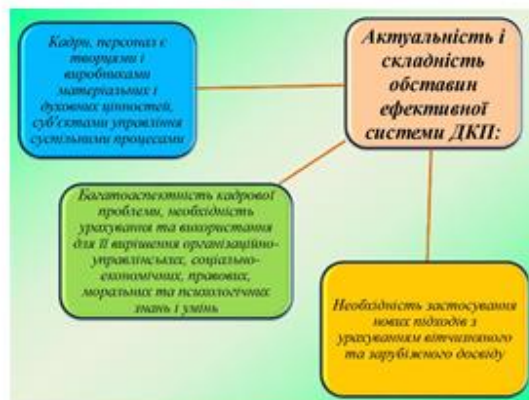 Кадри, персонал є
творцями і
виробниками
матеріальних і
духовних цінностей,
суб'єктами управління
суспільними процесами
Актуальність і
складність
обставин
ефективної
системи ДКП:
Багатоаспектність кадрової
проблеми, необхідність
урахування та використання
для її вирішення організаційно-
управлінських, соціально-
економічних, правових,
моральних та психологічних
знань і умінь
Необхідність застосування
нових підходів з
урахуванням вітчизняного
та зарубіжного досвіду